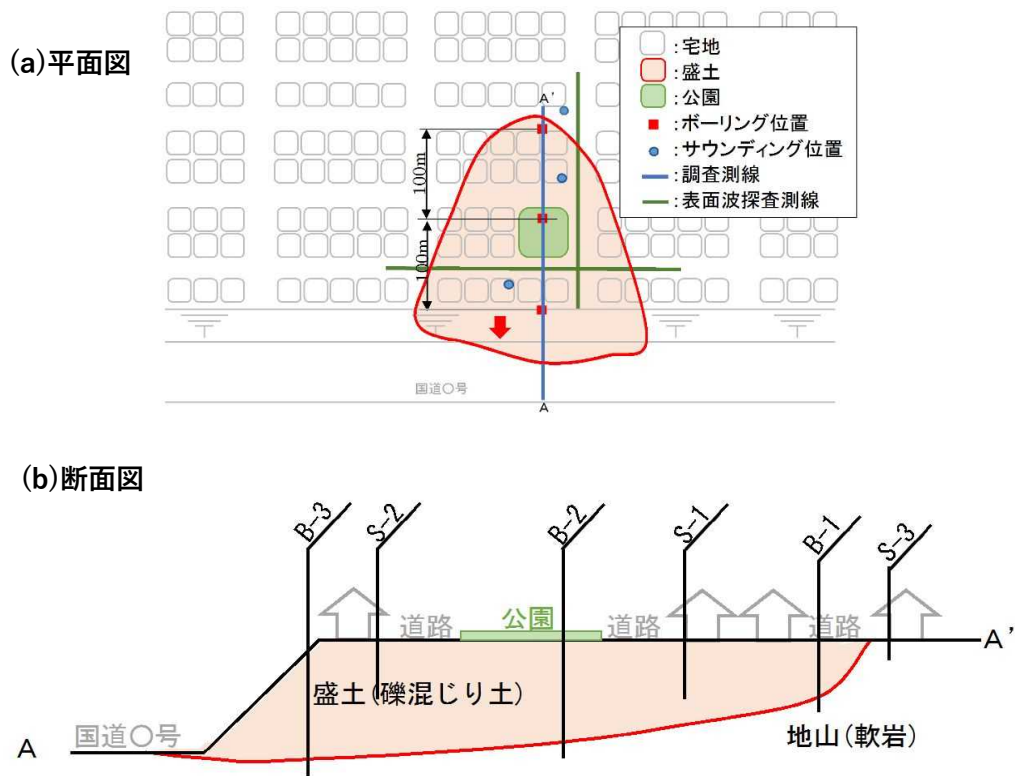 (a)平面図
:宅地
:盛土
:公園
:ボーリング位置
:サウンディング位置
:調査測線
:表面波探査測線
A'
100m
100m
国道〇号
A
(b)断面図
B-3
S-2
B-2
S-1
B-1
S-3
道路
公園
道路
道路
A'
盛土(礫混じり土)
国道〇号
A
地山(軟岩)